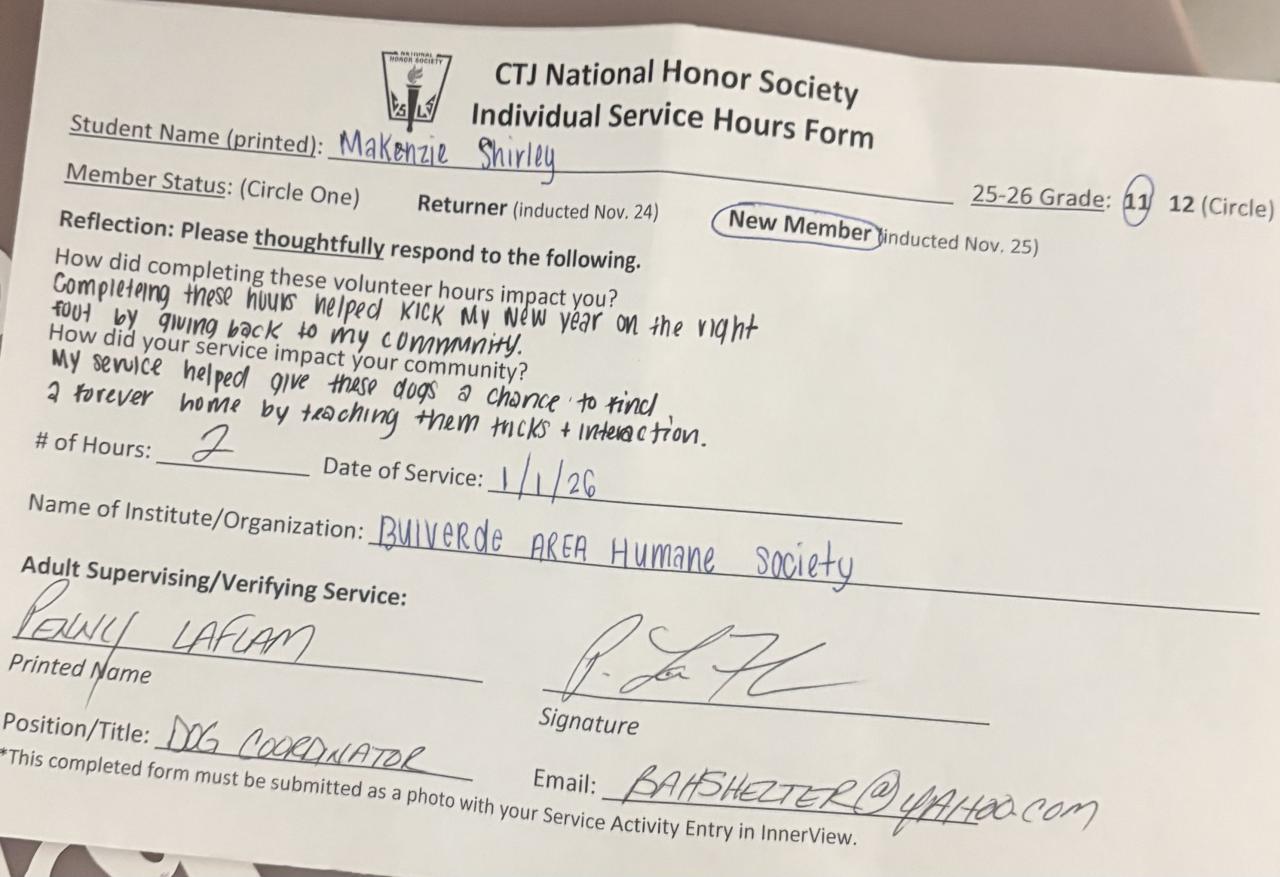 NATIONAL
HONOR SOCIETY
CTJ National Honor Society
Individual Service Hours Form
Student Name (printed): MaKenzie Shirley
25-26 Grade: 11 12 (Circle)
Member Status: (Circle One) Returner (inducted Nov. 24) New Member (inducted Nov. 25)
Reflection: Please thoughtfully respond to the following.
How did completing these volunteer hours impact you?
Completeing these hours helped kick my new year on the right
foot by giving back to my community.
How did your service impact your community?
My service helped give these dogs a chance to find
a forever home by teaching them tricks + interaction.
# of Hours: 2 Date of Service: 1/1/26
Name of Institute/Organization: Bulverde AREA Humane Society
Adult Supervising/Verifying Service:
PENNY LAFLAM P. La Fl
Printed Name Signature
Position/Title: DOG COORDINATOR Email: BAHSHELTER@YAHOO.COM
*This completed form must be submitted as a photo with your Service Activity Entry in InnerView.